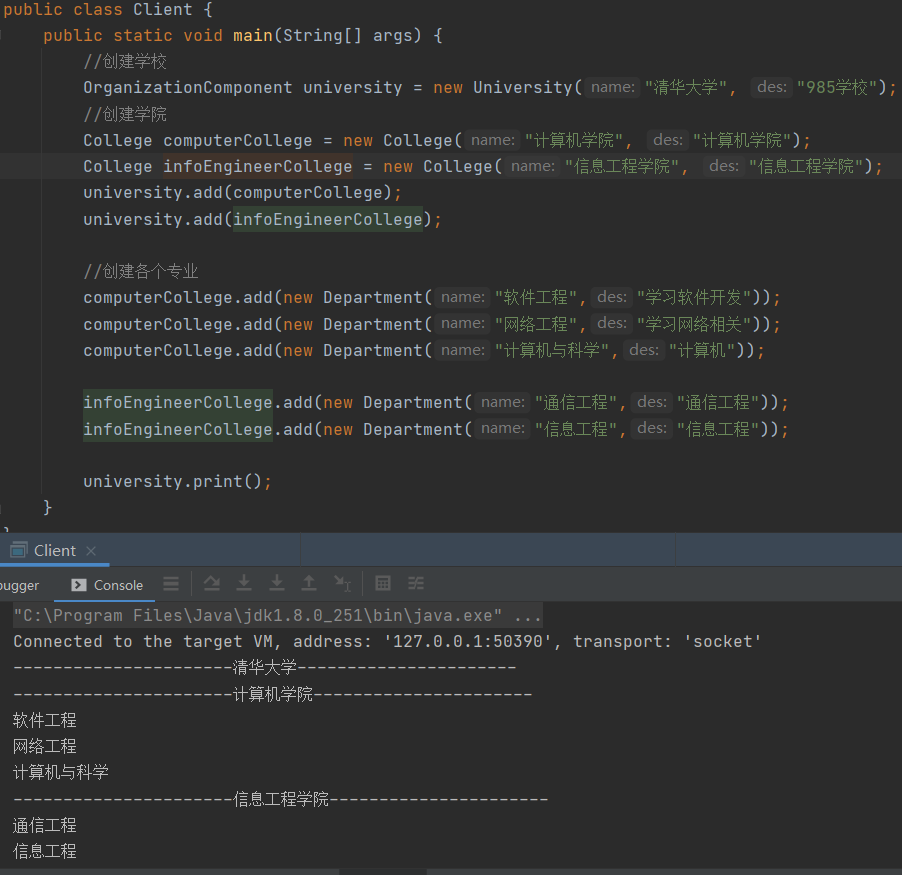 public class Client {
public static void main(String[] args) {
//创建学校
OrganizationComponent university = new University( name: "清华大学", des: "985学校");
//创建学院
College computerCollege = new College( name: "计算机学院", des: "计算机学院");
College infoEngineerCollege = new College( name: "信息工程学院", des: "信息工程学院");
university.add(computerCollege);
university.add(infoEngineerCollege);
//创建各个专业
computerCollege.add(new Department( name: "软件工程", des: "学习软件开发"));
computerCollege.add(new Department( name: "网络工程", des: "学习网络相关"));
computerCollege.add(new Department( name: "计算机与科学", des: "计算机"));
infoEngineerCollege.add(new Department( name: "通信工程", des: "通信工程"));
infoEngineerCollege.add(new Department( name: "信息工程", des: "信息工程"));
university.print();
}
Client ×
ugger Console
"C:\Program Files\Java\jdk1.8.0_251\bin\java.exe" ...
Connected to the target VM, address: '127.0.0.1:50390', transport: 'socket'
----------------------清华大学----------------------
----------------------计算机学院----------------------
软件工程
网络工程
计算机与科学
----------------------信息工程学院----------------------
通信工程
信息工程